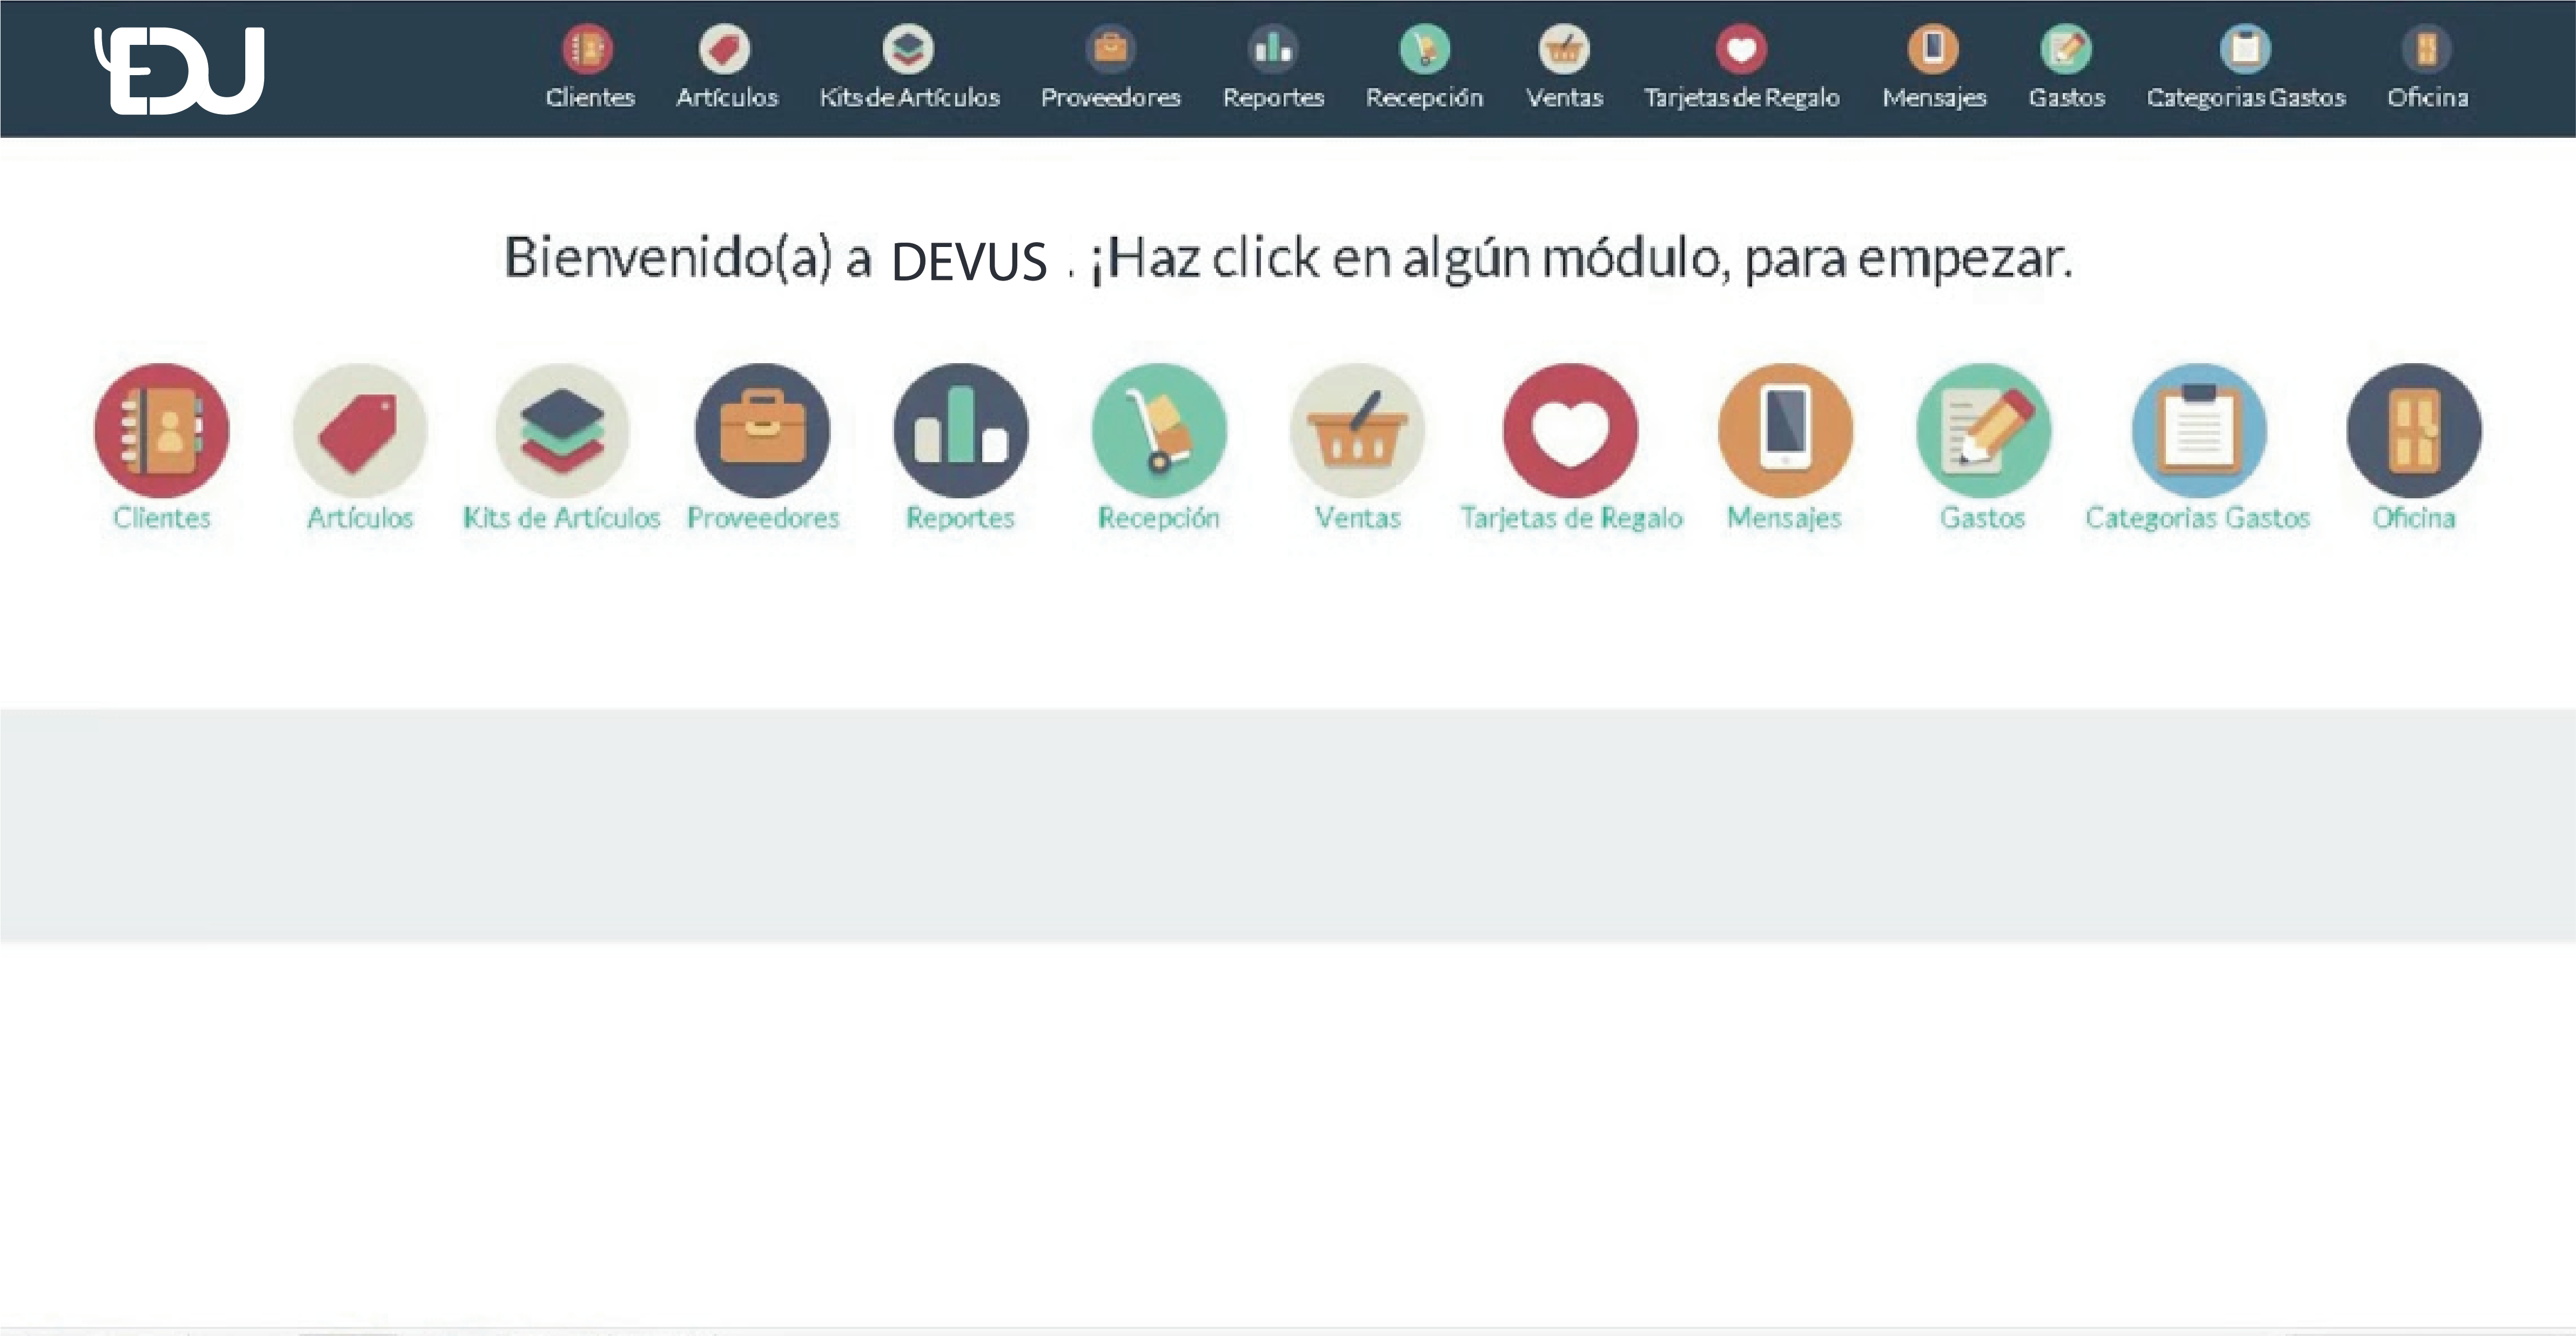 EDU
Clientes Artículos Kits de Artículos Proveedores Reportes Recepción Ventas Tarjetas de Regalo Mensajes Gastos Categorias Gastos Oficina
Bienvenido(a) a DEVUS . ¡Haz click en algún módulo, para empezar.
Clientes Artículos Kits de Artículos Proveedores Reportes Recepción Ventas Tarjetas de Regalo Mensajes Gastos Categorias Gastos Oficina